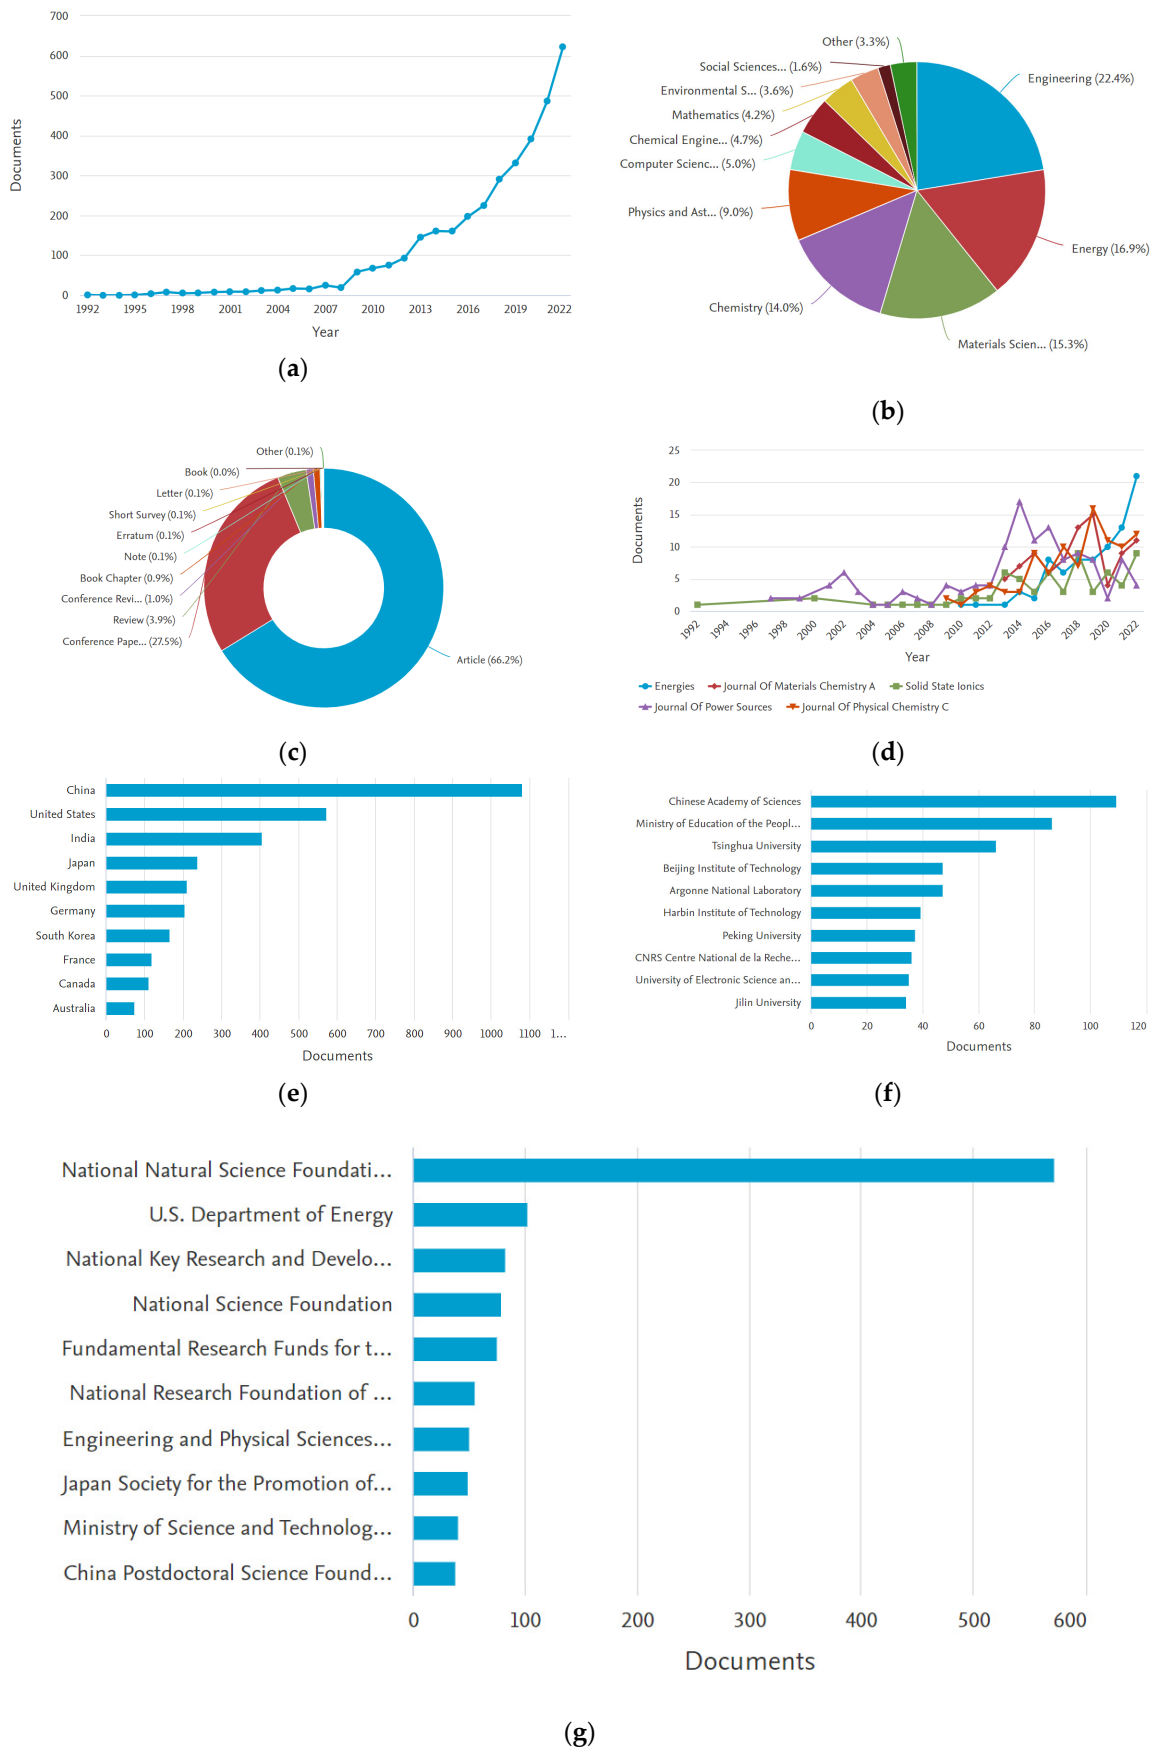 700
600
500
400
300
200
100
0
Documents
1992 1995 1998 2001 2004 2007 2010 2013 2016 2019 2022
Year
(a)
Other (3.3%)
Social Sciences... (1.6%)
Environmental S... (3.6%)
Mathematics (4.2%)
Chemical Engine... (4.7%)
Computer Scienc... (5.0%)
Physics and Ast... (9.0%)
Chemistry (14.0%)
Engineering (22.4%)
Energy (16.9%)
Materials Scien... (15.3%)
(b)
Other (0.1%)
Book (0.0%)
Letter (0.1%)
Short Survey (0.1%)
Erratum (0.1%)
Note (0.1%)
Book Chapter (0.9%)
Conference Revi... (1.0%)
Review (3.9%)
Conference Pape... (27.5%)
Article (66.2%)
(c)
25
20
15
10
5
0
Documents
1992 1994 1996 1998 2000 2002 2004 2006 2008 2010 2012 2014 2016 2018 2020 2022
Year
Energies Journal Of Materials Chemistry A Solid State Ionics
Journal Of Power Sources Journal Of Physical Chemistry C
(d)
China
United States
India
Japan
United Kingdom
Germany
South Korea
France
Canada
Australia
0 100 200 300 400 500 600 700 800 900 1000 1100 1...
Documents
(e)
Chinese Academy of Sciences
Ministry of Education of the Peopl...
Tsinghua University
Beijing Institute of Technology
Argonne National Laboratory
Harbin Institute of Technology
Peking University
CNRS Centre National de la Reche...
University of Electronic Science an...
Jilin University
0 20 40 60 80 100 120
Documents
(f)
National Natural Science Foundati...
U.S. Department of Energy
National Key Research and Develo...
National Science Foundation
Fundamental Research Funds for t...
National Research Foundation of ...
Engineering and Physical Sciences...
Japan Society for the Promotion of...
Ministry of Science and Technolog...
China Postdoctoral Science Found...
0 100 200 300 400 500 600
Documents
(g)